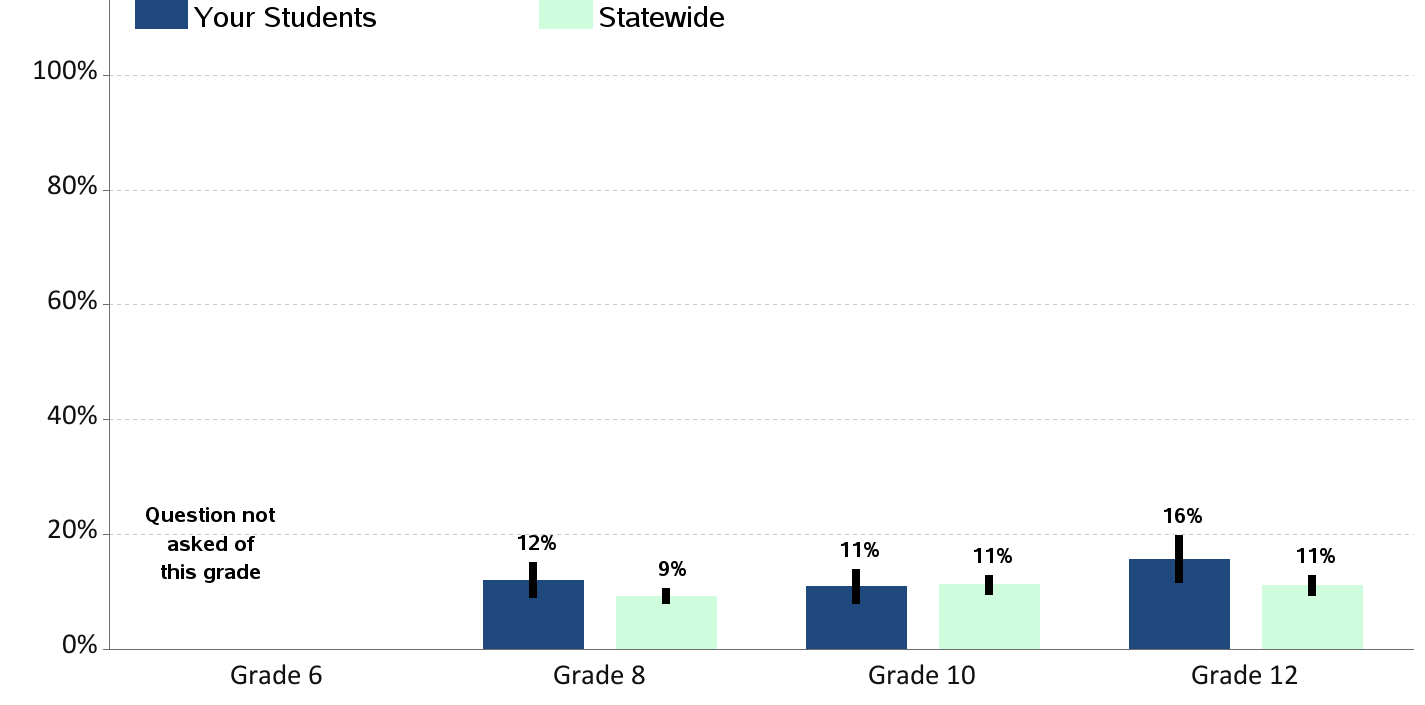 Your Students Statewide
100%
80%
60%
40%
20%
0%
Question not
asked of
this grade
12%
9%
11%
11%
16%
11%
Grade 6 Grade 8 Grade 10 Grade 12